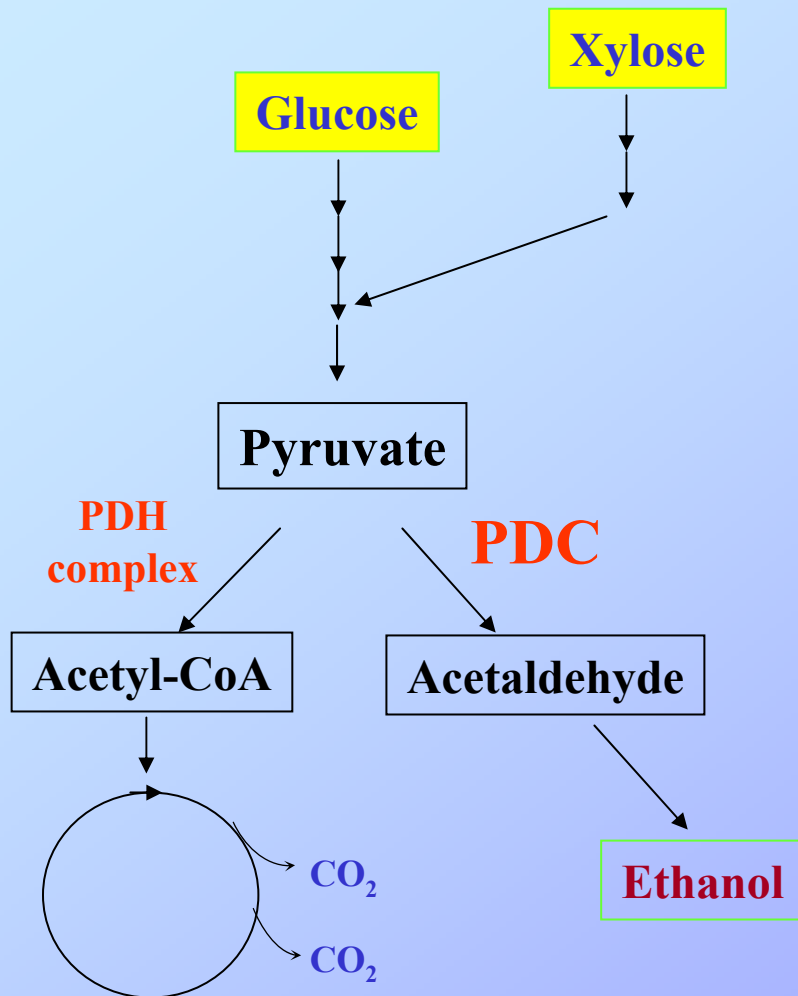 Xylose
Glucose
Pyruvate
PDH
complex
PDC
Acetyl-CoA
Acetaldehyde
CO₂
Ethanol
CO₂